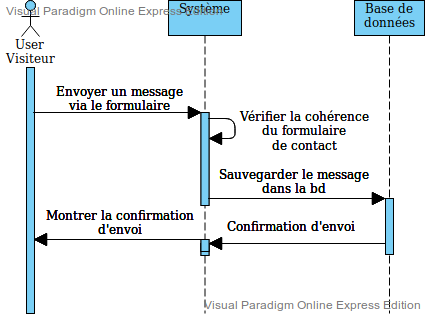 Visual Paradigm Online Express Edition
Système
Base de
données
User
Visiteur
Envoyer un message
via le formulaire
Vérifier la cohérence
du formulaire
de contact
Sauvegarder le message
dans la bd
Montrer la confirmation
d'envoi
Confirmation d'envoi
Visual Paradigm Online Express Edition